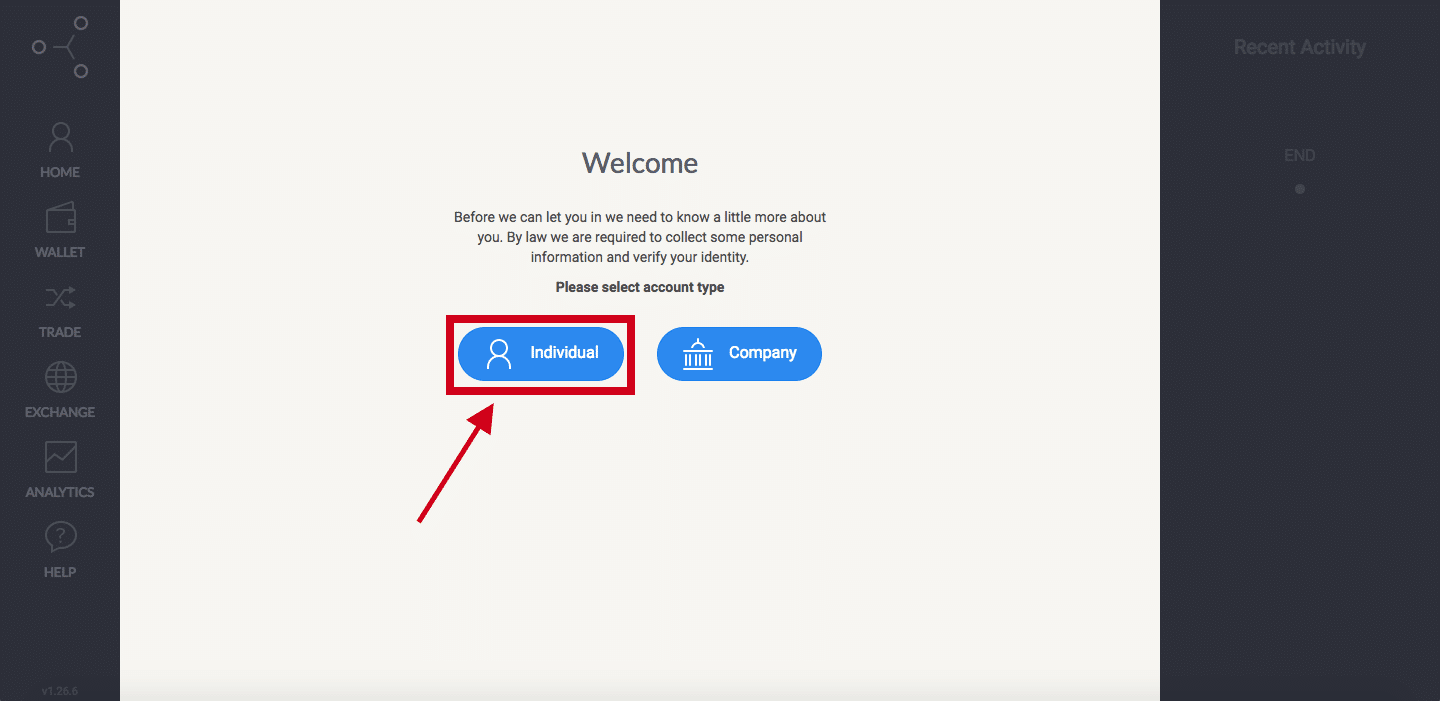 HOME
WALLET
TRADE
EXCHANGE
ANALYTICS
? HELP
v1.26.6
Welcome
Before we can let you in we need to know a little more about
you. By law we are required to collect some personal
information and verify your identity.
Please select account type
Individual
Company
Recent Activity
END